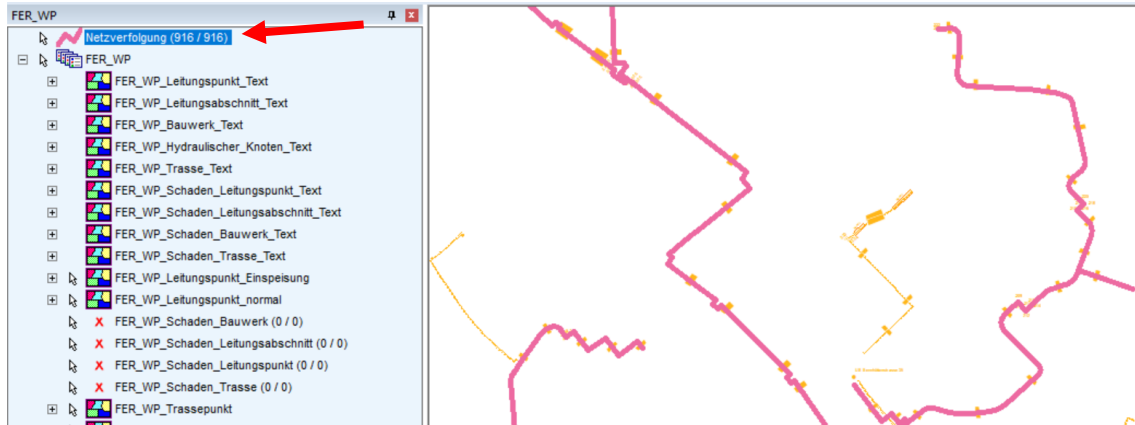 FER_WP
Netzverfolgung (916 / 916)
FER_WP
FER_WP_Leitungspunkt_Text
FER_WP_Leitungsabschnitt_Text
FER_WP_Bauwerk_Text
FER_WP_Hydraulischer_Knoten_Text
FER_WP_Trasse_Text
FER_WP_Schaden_Leitungspunkt_Text
FER_WP_Schaden_Leitungsabschnitt_Text
FER_WP_Schaden_Bauwerk_Text
FER_WP_Schaden_Trasse_Text
FER_WP_Leitungspunkt_Einspeisung
FER_WP_Leitungspunkt_normal
FER_WP_Schaden_Bauwerk (0 / 0)
FER_WP_Schaden_Leitungsabschnitt (0 / 0)
FER_WP_Schaden_Leitungspunkt (0 / 0)
FER_WP_Schaden_Trasse (0 / 0)
FER_WP_Trassepunkt